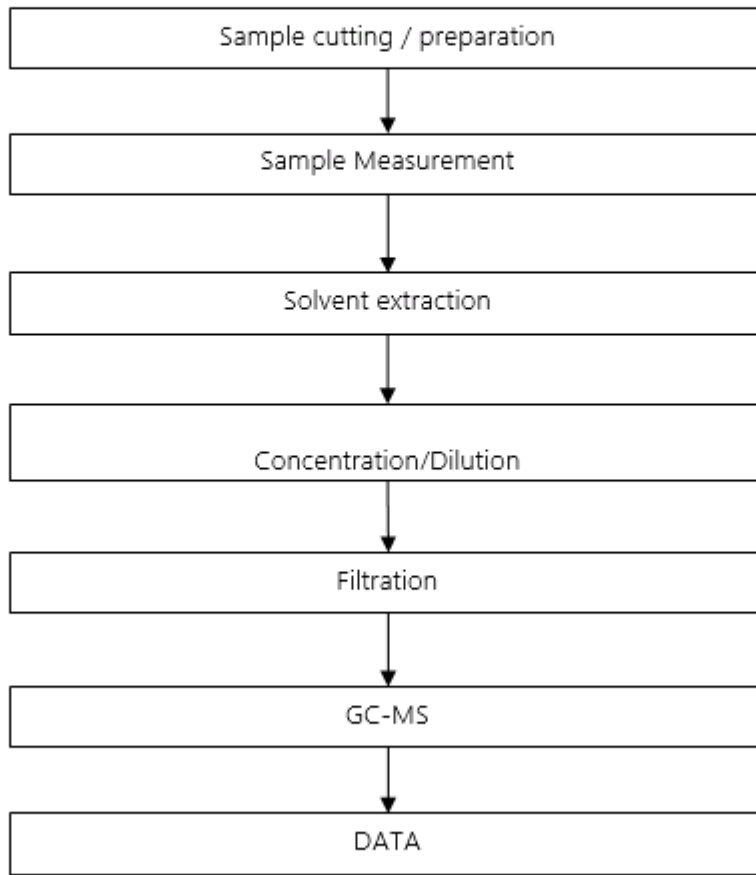 Sample cutting / preparation
Sample Measurement
Solvent extraction
Concentration/Dilution
Filtration
GC-MS
DATA